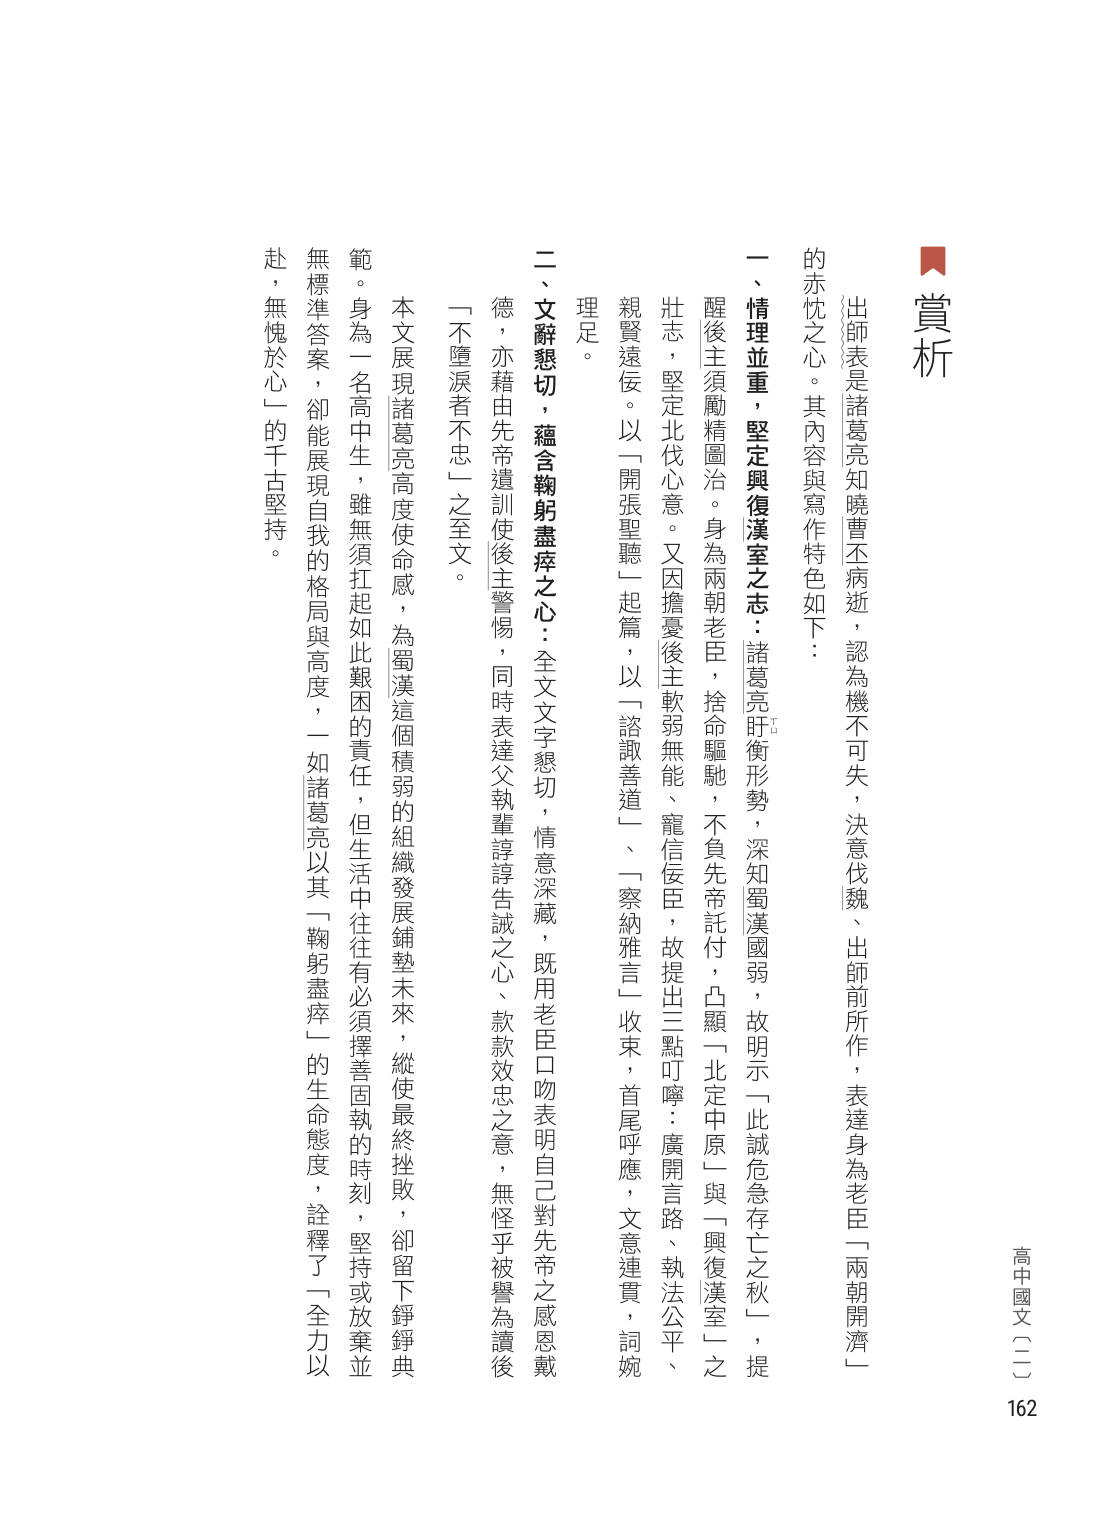 賞析
出師表是諸葛亮知曉曹丕病逝，認為機不可失，決意伐魏、出師前所作，表達身為老臣「兩朝開濟」
的赤忱之心。其內容與寫作特色如下：
一、情理並重，堅定興復漢室之志：諸葛亮盱衡形勢，深知蜀漢國弱，故明示「此誠危急存亡之秋」，提
ㄒㄩ
醒後主須勵精圖治。身為兩朝老臣，捨命驅馳，不負先帝託付，凸顯「北定中原」與「興復漢室」之
壯志，堅定北伐心意。又因擔憂後主軟弱無能、寵信佞臣，故提出三點叮嚀：廣開言路、執法公平、
親賢遠佞。以「開張聖聽」起篇，以「諮諏善道」、「察納雅言」收束，首尾呼應，文意連貫，詞婉
理足。
二、文辭懇切，蘊含鞠躬盡瘁之心：全文文字懇切，情意深藏，既用老臣口吻表明自己對先帝之感恩戴
德，亦藉由先帝遺訓使後主警惕，同時表達父執輩諄諄告誡之心、款款效忠之意，無怪乎被譽為讀後
「不墮淚者不忠」之至文。
本文展現諸葛亮高度使命感，為蜀漢這個積弱的組織發展鋪墊未來，縱使最終挫敗，卻留下錚錚典
範。身為一名高中生，雖無須扛起如此艱困的責任，但生活中往往有必須擇善固執的時刻，堅持或放棄並
無標準答案，卻能展現自我的格局與高度，一如諸葛亮以其「鞠躬盡瘁」的生命態度，詮釋了「全力以
赴，無愧於心」的千古堅持。
高中國文（二）
162